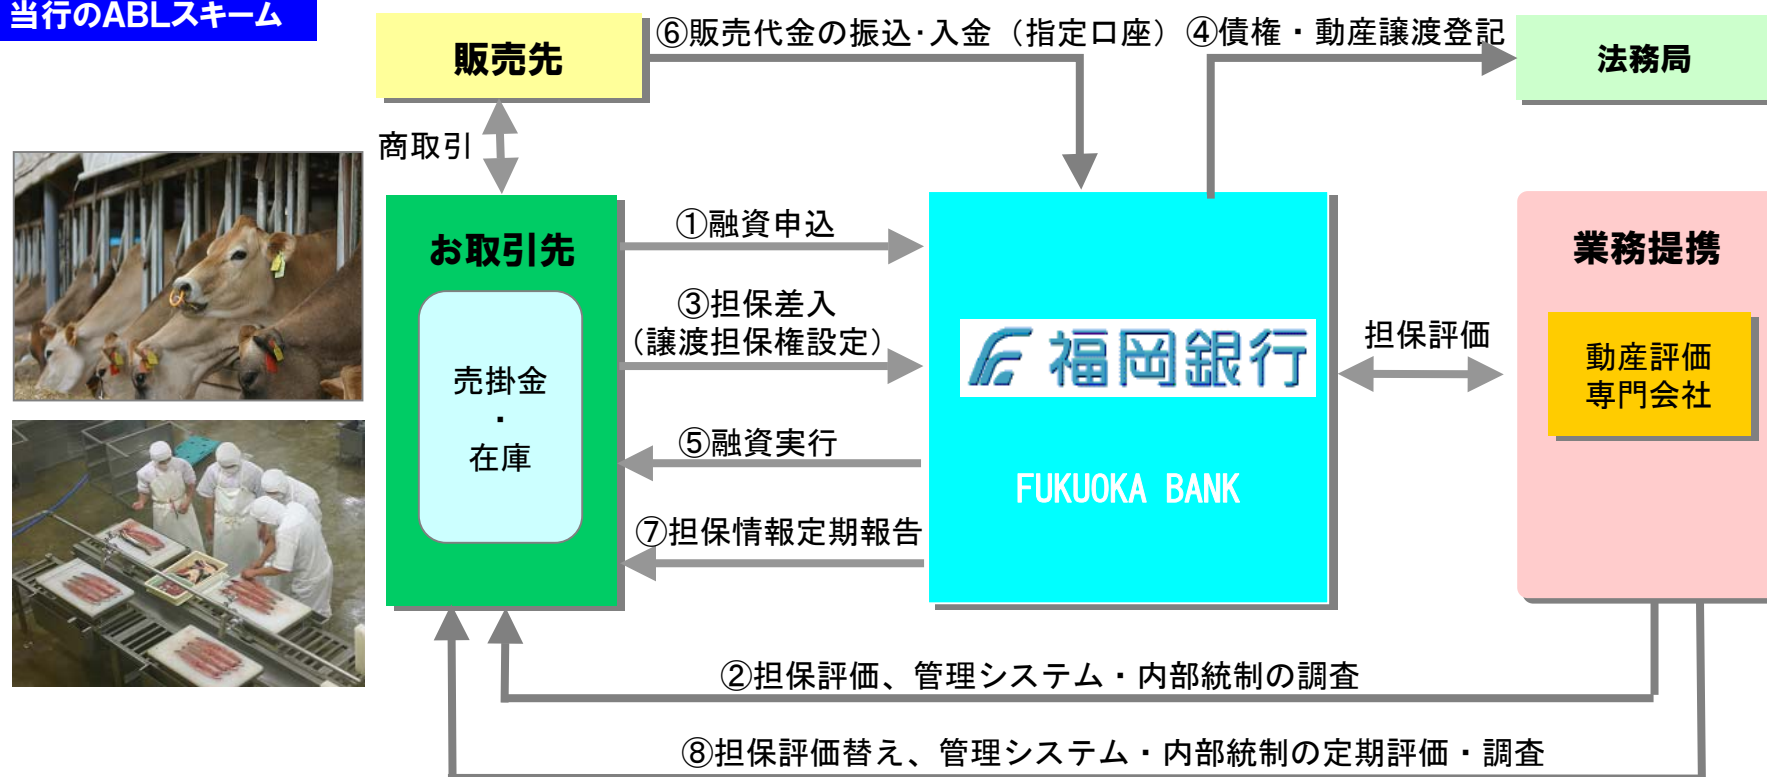 当行のABLスキーム
販売先
⑥販売代金の振込･入金（指定口座）
④債権・動産譲渡登記
法務局
商取引
お取引先
売掛金
・
在庫
①融資申込
③担保差入
（譲渡担保権設定）
⑤融資実行
⑦担保情報定期報告
福岡銀行
FUKUOKA BANK
担保評価
業務提携
動産評価
専門会社
②担保評価、管理システム・内部統制の調査
⑧担保評価替え、管理システム・内部統制の定期評価・調査